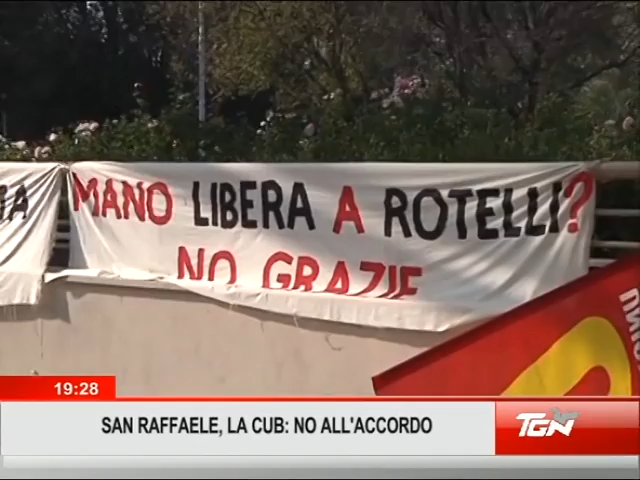 MANO LIBERA A ROTELLI?
NO GRAZIE
19:28
SAN RAFFAELE, LA CUB: NO ALL'ACCORDO
TGN